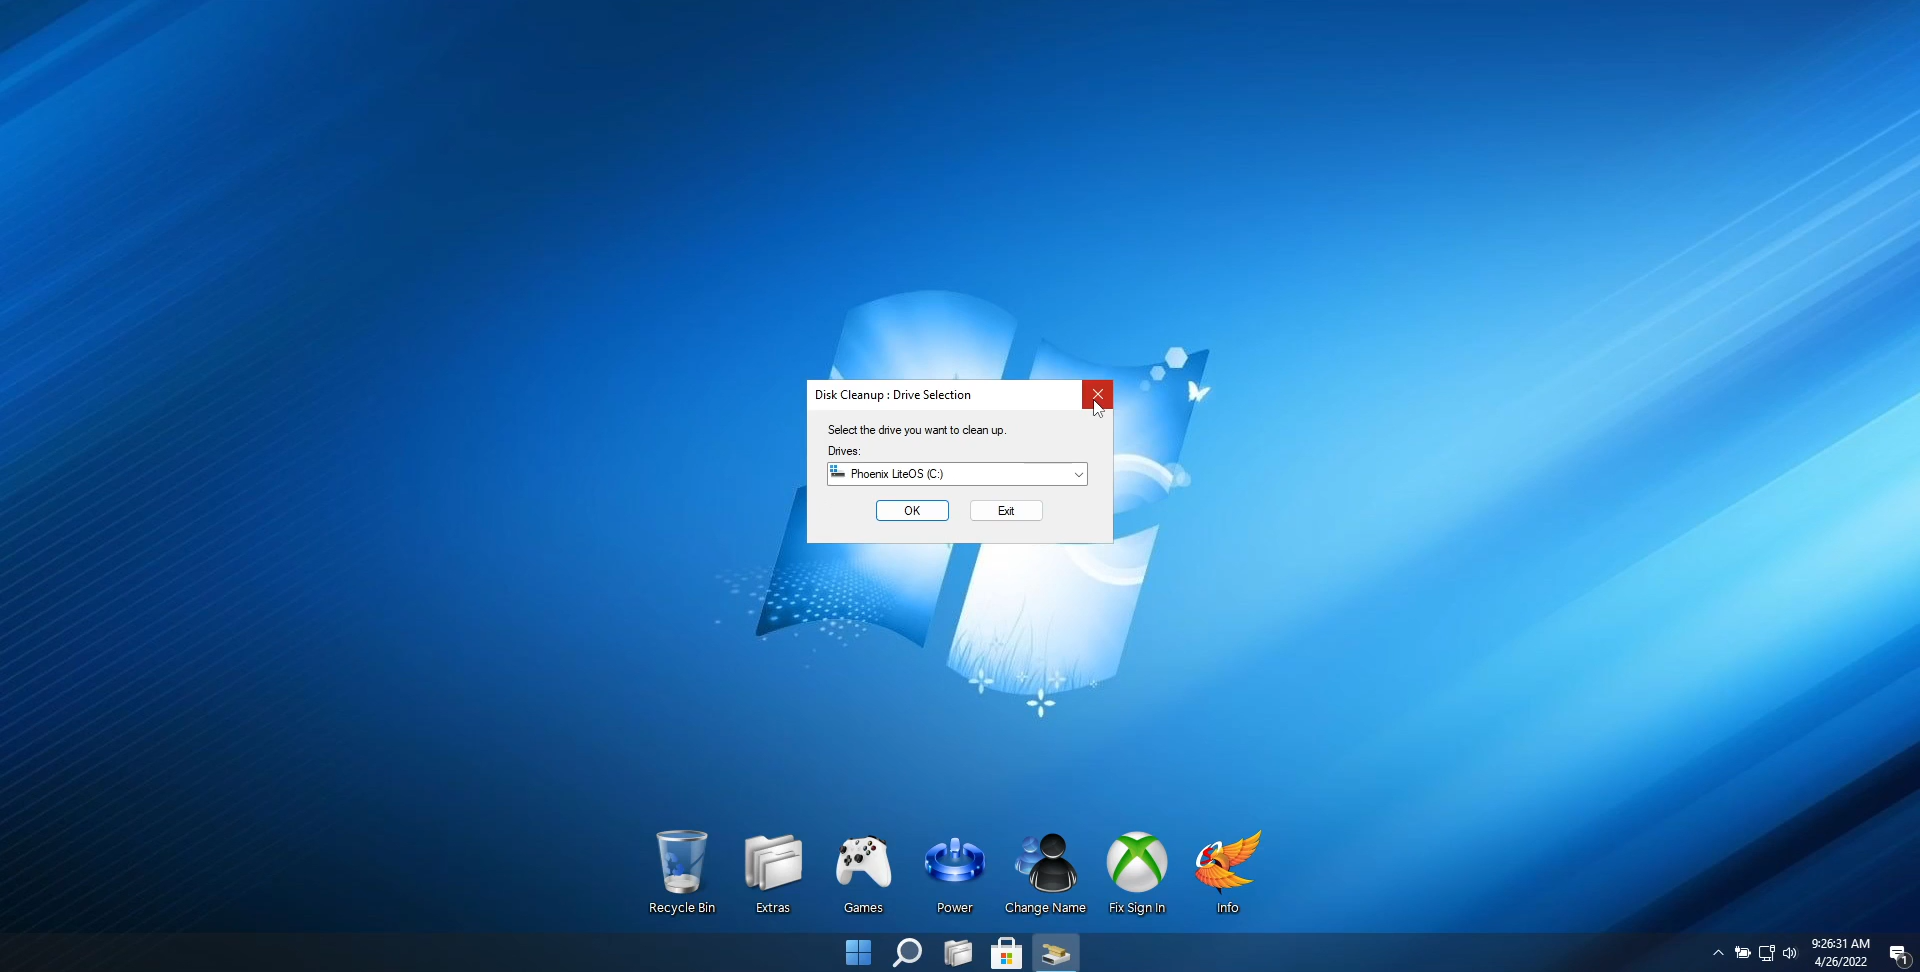 Disk Cleanup : Drive Selection
Select the drive you want to clean up.
Drives:
Phoenix LiteOS (C:)
OK
Exit
Recycle Bin
Extras
Games
Power
Change Name
Fix Sign In
Info
9:26:31 AM
4/26/2022
1